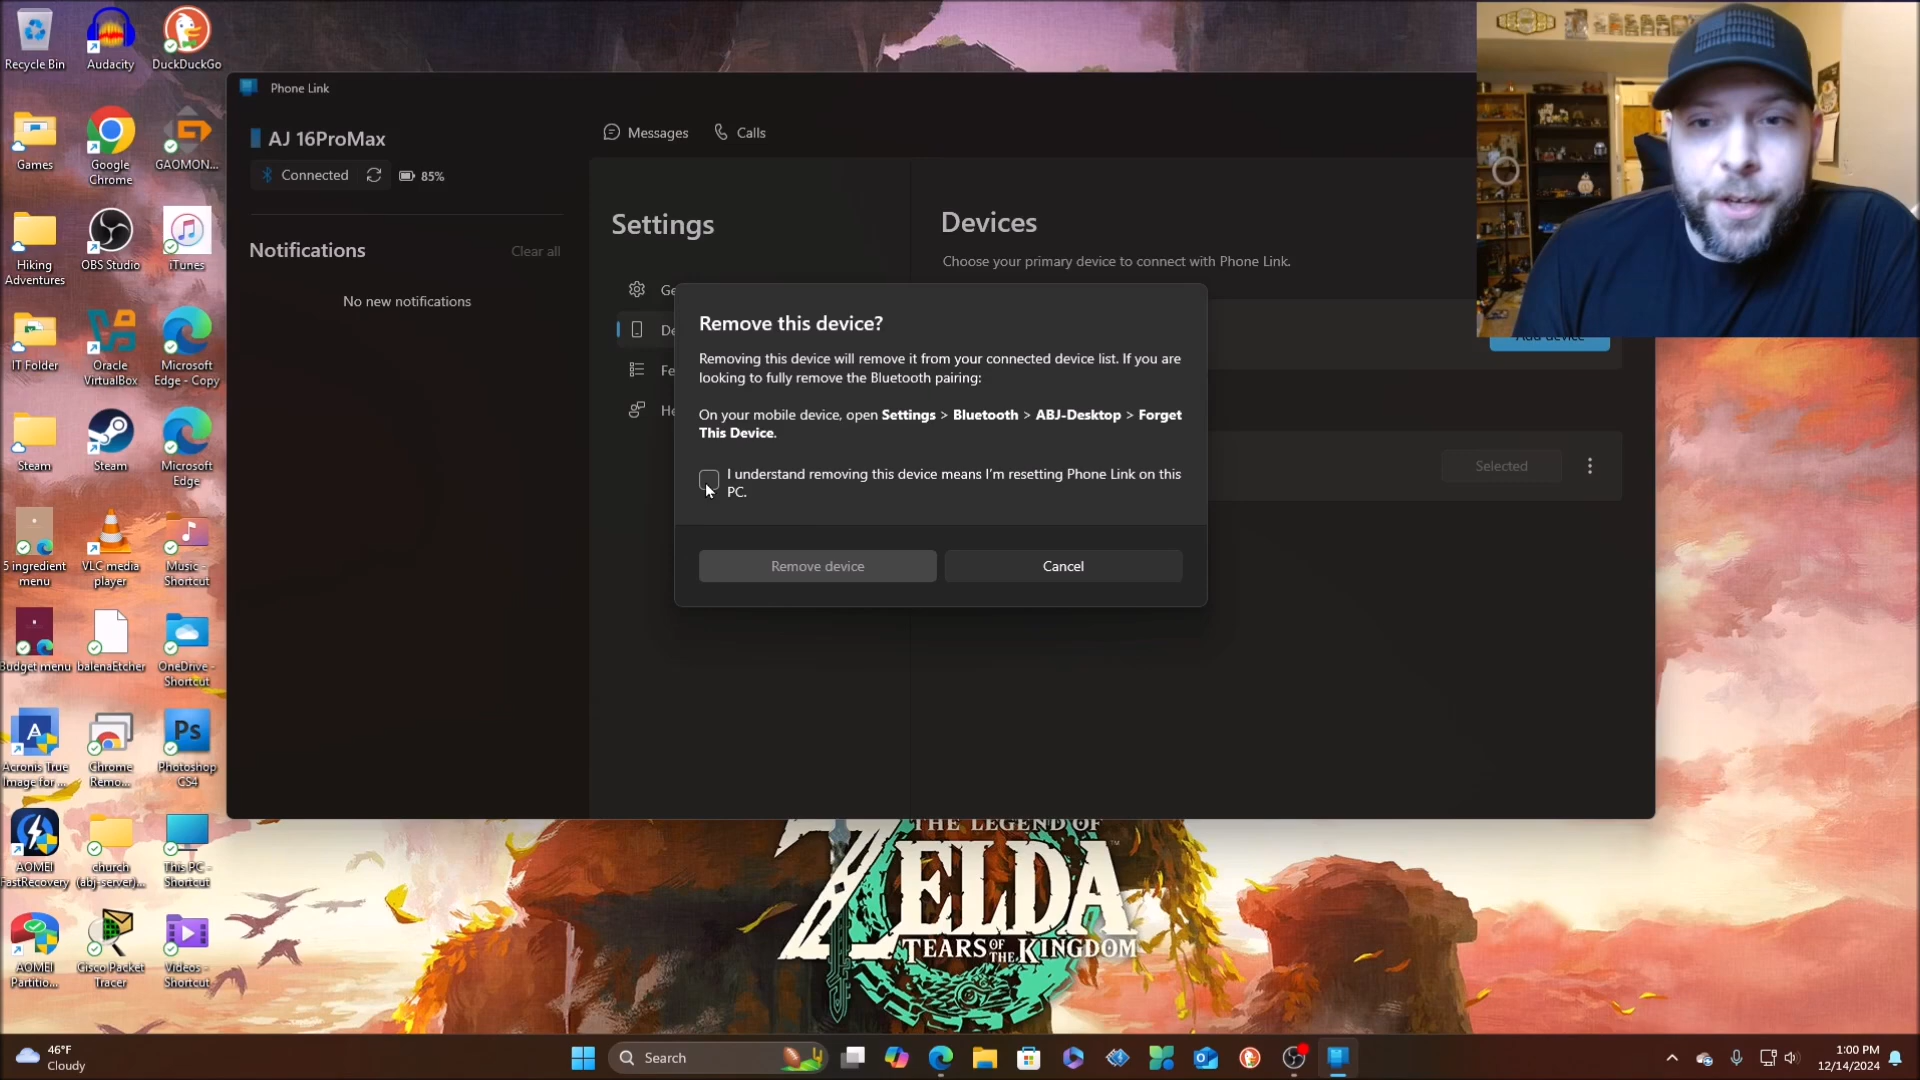 Recycle Bin
Audacity
DuckDuckGo
Games
Google
Chrome
GAOMON...
Hiking
Adventures
OBS Studio
iTunes
IT Folder
Oracle
VirtualBox
Microsoft
Edge - Copy
Steam
Steam
Microsoft
Edge
5 ingredient
menu
VLC media
player
Music -
Shortcut
Budget menu
balenaEtcher
OneDrive -
Shortcut
Acronis True
Image for ...
Chrome
Remo...
Ps
Photoshop
CS4
AOMEI
FastRecovery
church
(abj-server)...
This PC -
Shortcut
AOMEI
Partitio...
Cisco Packet
Tracer
Videos -
Shortcut
Phone Link
AJ 16ProMax
Connected
85%
Notifications
Clear all
No new notifications
Messages
Calls
Settings
Devices
Choose your primary device to connect with Phone Link.
Add device
Selected
Remove this device?
Removing this device will remove it from your connected device list. If you are
looking to fully remove the Bluetooth pairing:
On your mobile device, open Settings > Bluetooth > ABJ-Desktop > Forget
This Device.
I understand removing this device means I'm resetting Phone Link on this
PC.
Remove device
Cancel
THE LEGEND OF
ZELDA
TEARS OF THE KINGDOM
46°F
Cloudy
Search
1:00 PM
12/14/2024